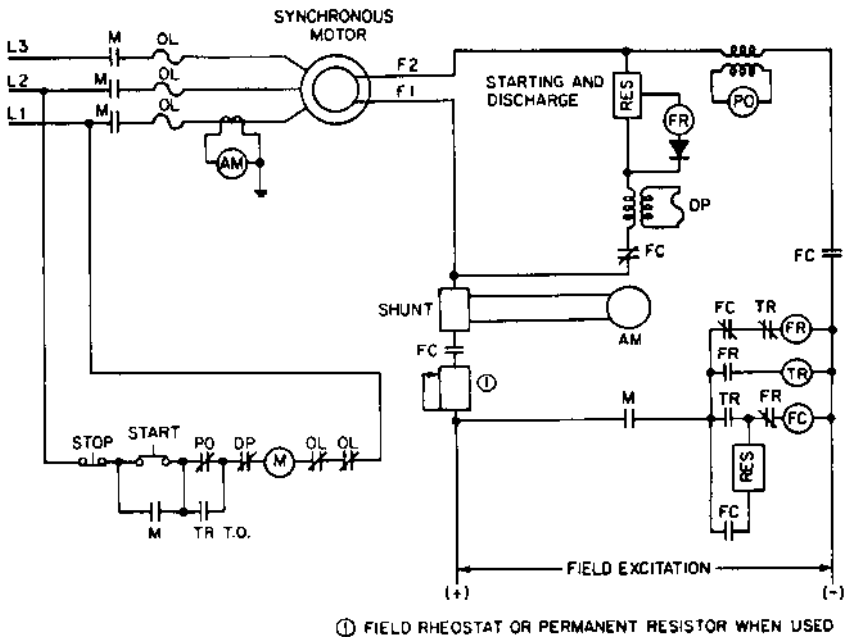 SYNCHRONOUS
MOTOR
L3
M
OL
L2
M
OL
L1
M
OL
AM
F2
F1
STARTING AND
DISCHARGE
RES
FR
PO
DP
FC
FC
SHUNT
AM
FC
①
M
FC
TR
FR
FR
TR
TR
FR
FC
RES
FC
STOP
START
PO
DP
M
OL
OL
M
TR T.O.
FIELD EXCITATION
(+)
(-)
① FIELD RHEOSTAT OR PERMANENT RESISTOR WHEN USED